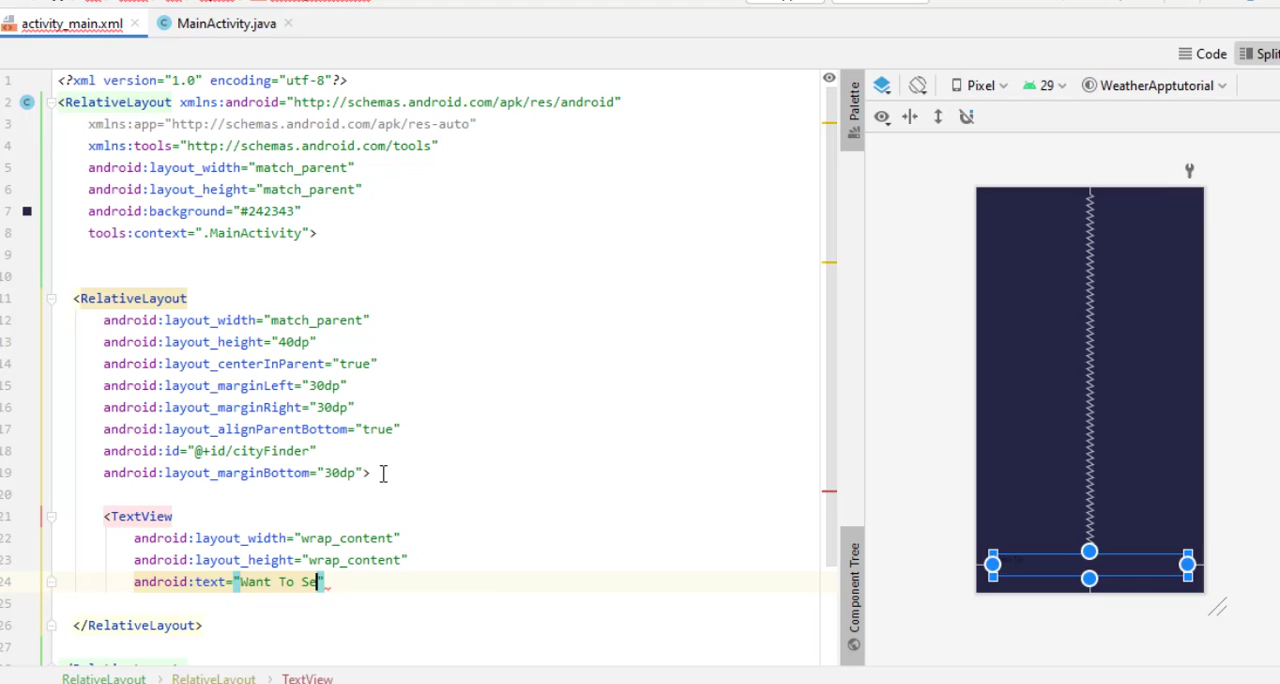 activity_main.xml
MainActivity.java
Code
Split
1 <?xml version="1.0" encoding="utf-8"?>
2 C <RelativeLayout xmlns:android="http://schemas.android.com/apk/res/android"
3 xmlns:app="http://schemas.android.com/apk/res-auto"
4 xmlns:tools="http://schemas.android.com/tools"
5 android:layout_width="match_parent"
6 android:layout_height="match_parent"
7 android:background="#242343"
8 tools:context=".MainActivity">
9
10
11 <RelativeLayout
12 android:layout_width="match_parent"
13 android:layout_height="40dp"
14 android:layout_centerInParent="true"
15 android:layout_marginLeft="30dp"
16 android:layout_marginRight="30dp"
17 android:layout_alignParentBottom="true"
18 android:id="@+id/cityFinder"
19 android:layout_marginBottom="30dp">
20
21 <TextView
22 android:layout_width="wrap_content"
23 android:layout_height="wrap_content"
24 android:text="Want To Se"
25
26 </RelativeLayout>
27
RelativeLayout > RelativeLayout > TextView
Palette
Component Tree
Pixel
29
WeatherApptutorial